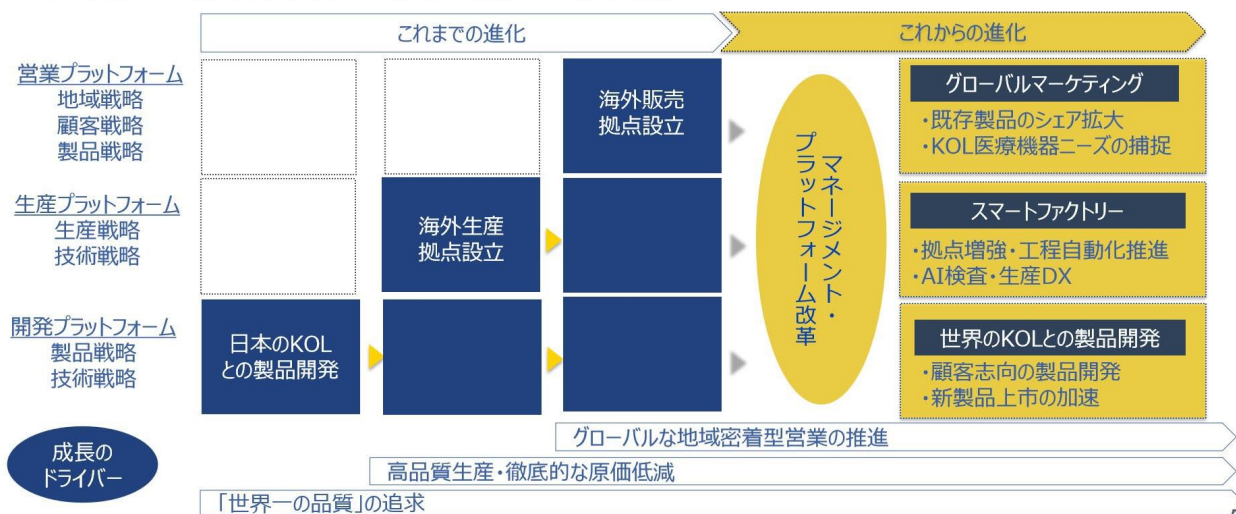 これまでの進化
これからの進化
営業プラットフォーム
地域戦略
顧客戦略
製品戦略
海外販売
拠点設立
グローバルマーケティング
・既存製品のシェア拡大
・KOL医療機器ニーズの捕捉
生産プラットフォーム
生産戦略
技術戦略
海外生産
拠点設立
マネージメント・
プラットフォーム改革
スマートファクトリー
・拠点増強・工程自動化推進
・AI検査・生産DX
開発プラットフォーム
製品戦略
技術戦略
日本のKOL
との製品開発
世界のKOLとの製品開発
・顧客志向の製品開発
・新製品上市の加速
成長の
ドライバー
グローバルな地域密着型営業の推進
高品質生産・徹底的な原価低減
「世界一の品質」の追求